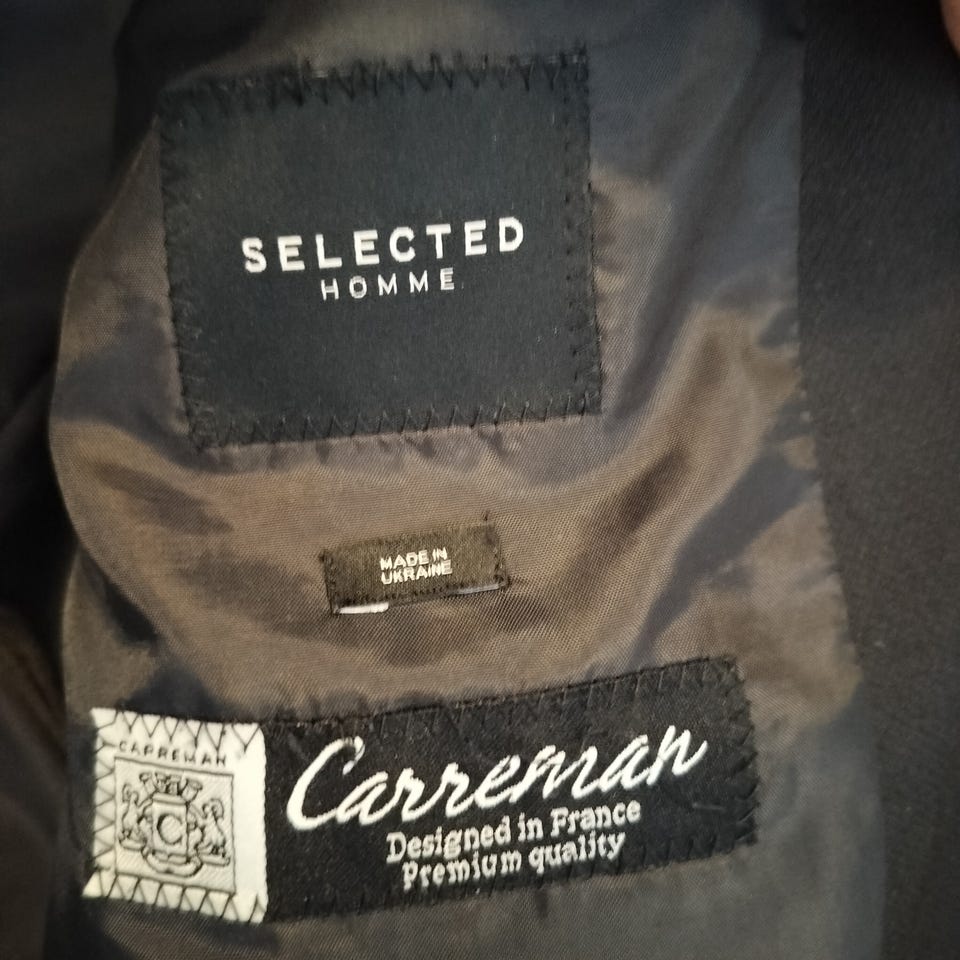 SELECTED
HOMME
MADE IN
UKRAINE
CARREMAN
C
Carreman
Designed in France
Premium quality